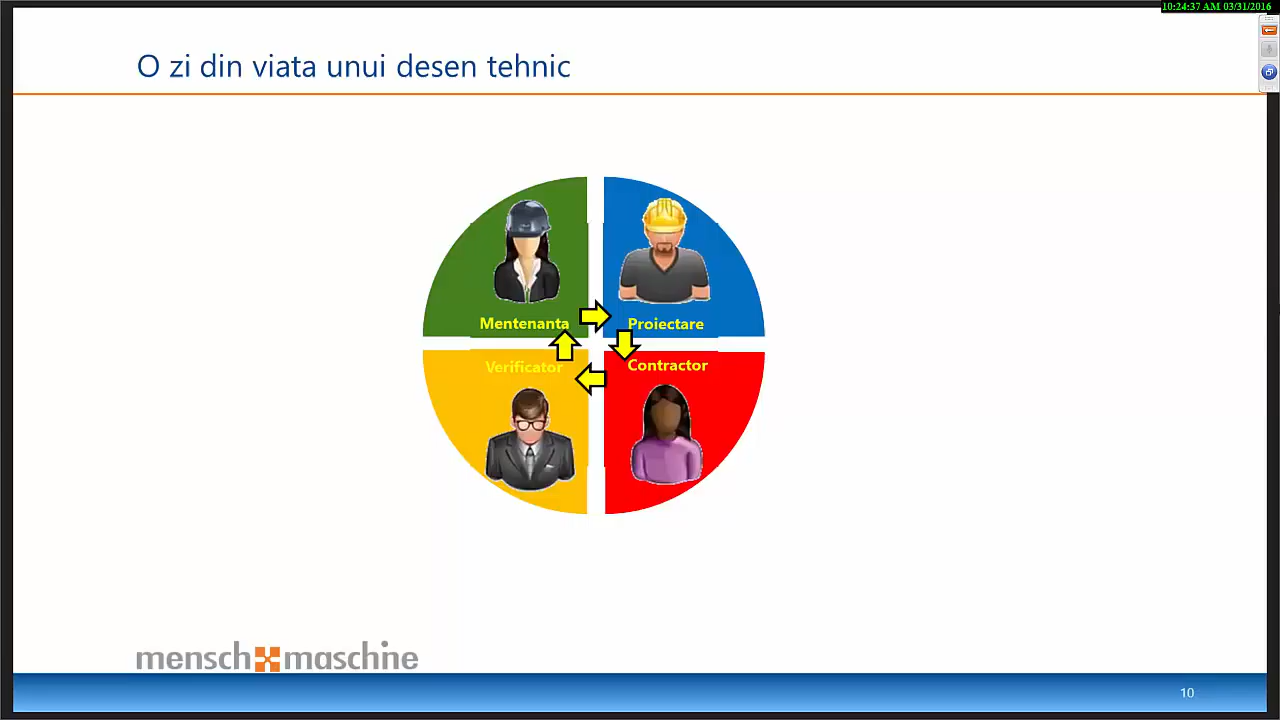 10:24:37 AM 03/31/2016
O zi din viata unui desen tehnic
Mentenanta
Proiectare
Verificator
Contractor
mensch maschine
10